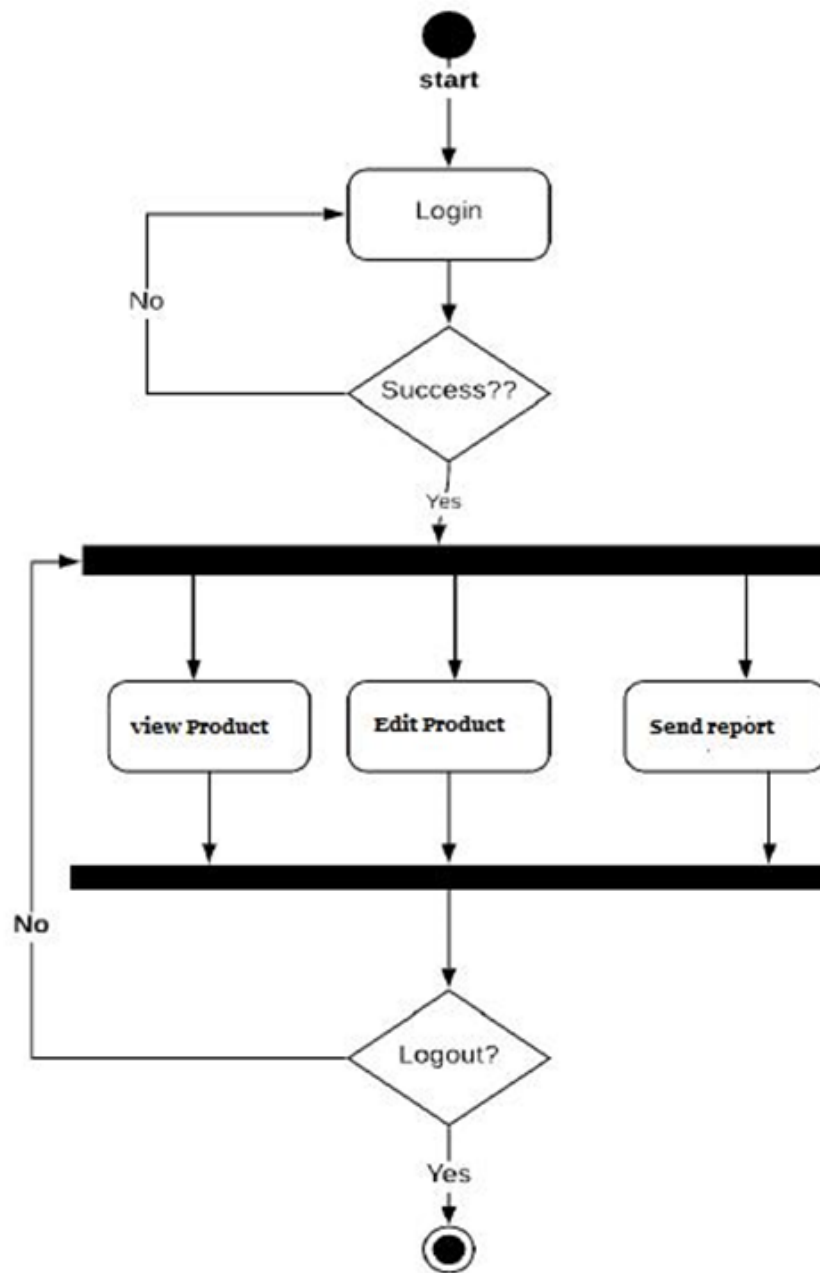 start
Login
No
Success??
Yes
view Product
Edit Product
Send report
No
Logout?
Yes